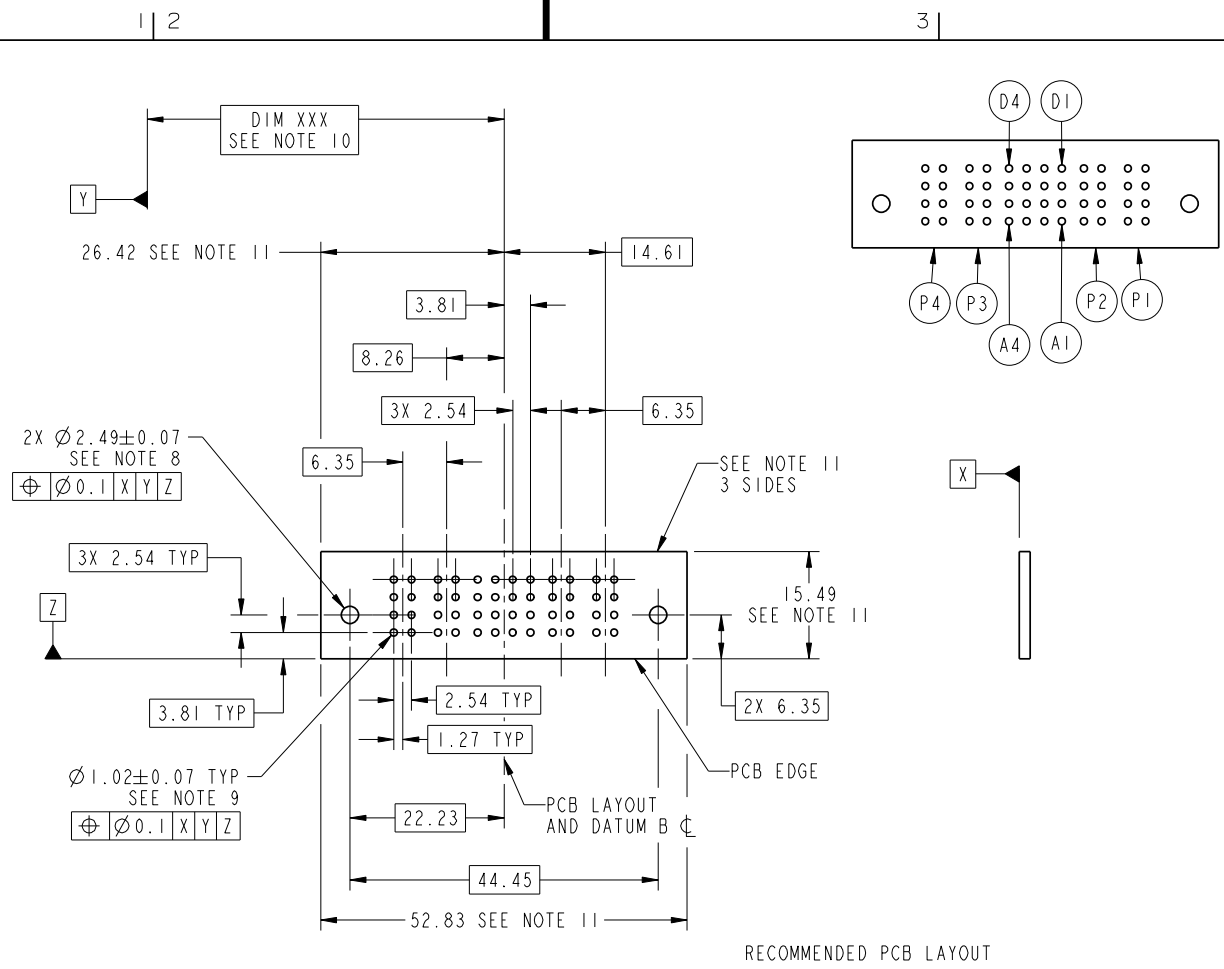 1 2
3
DIM XXX
SEE NOTE 10
Y
26.42 SEE NOTE 11
14.61
3.81
8.26
3X 2.54
6.35
D4
D1
P4
P3
A4
A1
P2
P1
2X Ø2.49±0.07
SEE NOTE 8
⌖ Ø0.1 X Y Z
6.35
SEE NOTE 11
3 SIDES
X
3X 2.54 TYP
Z
15.49
SEE NOTE 11
3.81 TYP
2.54 TYP
1.27 TYP
2X 6.35
Ø1.02±0.07 TYP
SEE NOTE 9
⌖ Ø0.1 X Y Z
PCB EDGE
22.23
PCB LAYOUT
AND DATUM B ℄
44.45
52.83 SEE NOTE 11
RECOMMENDED PCB LAYOUT